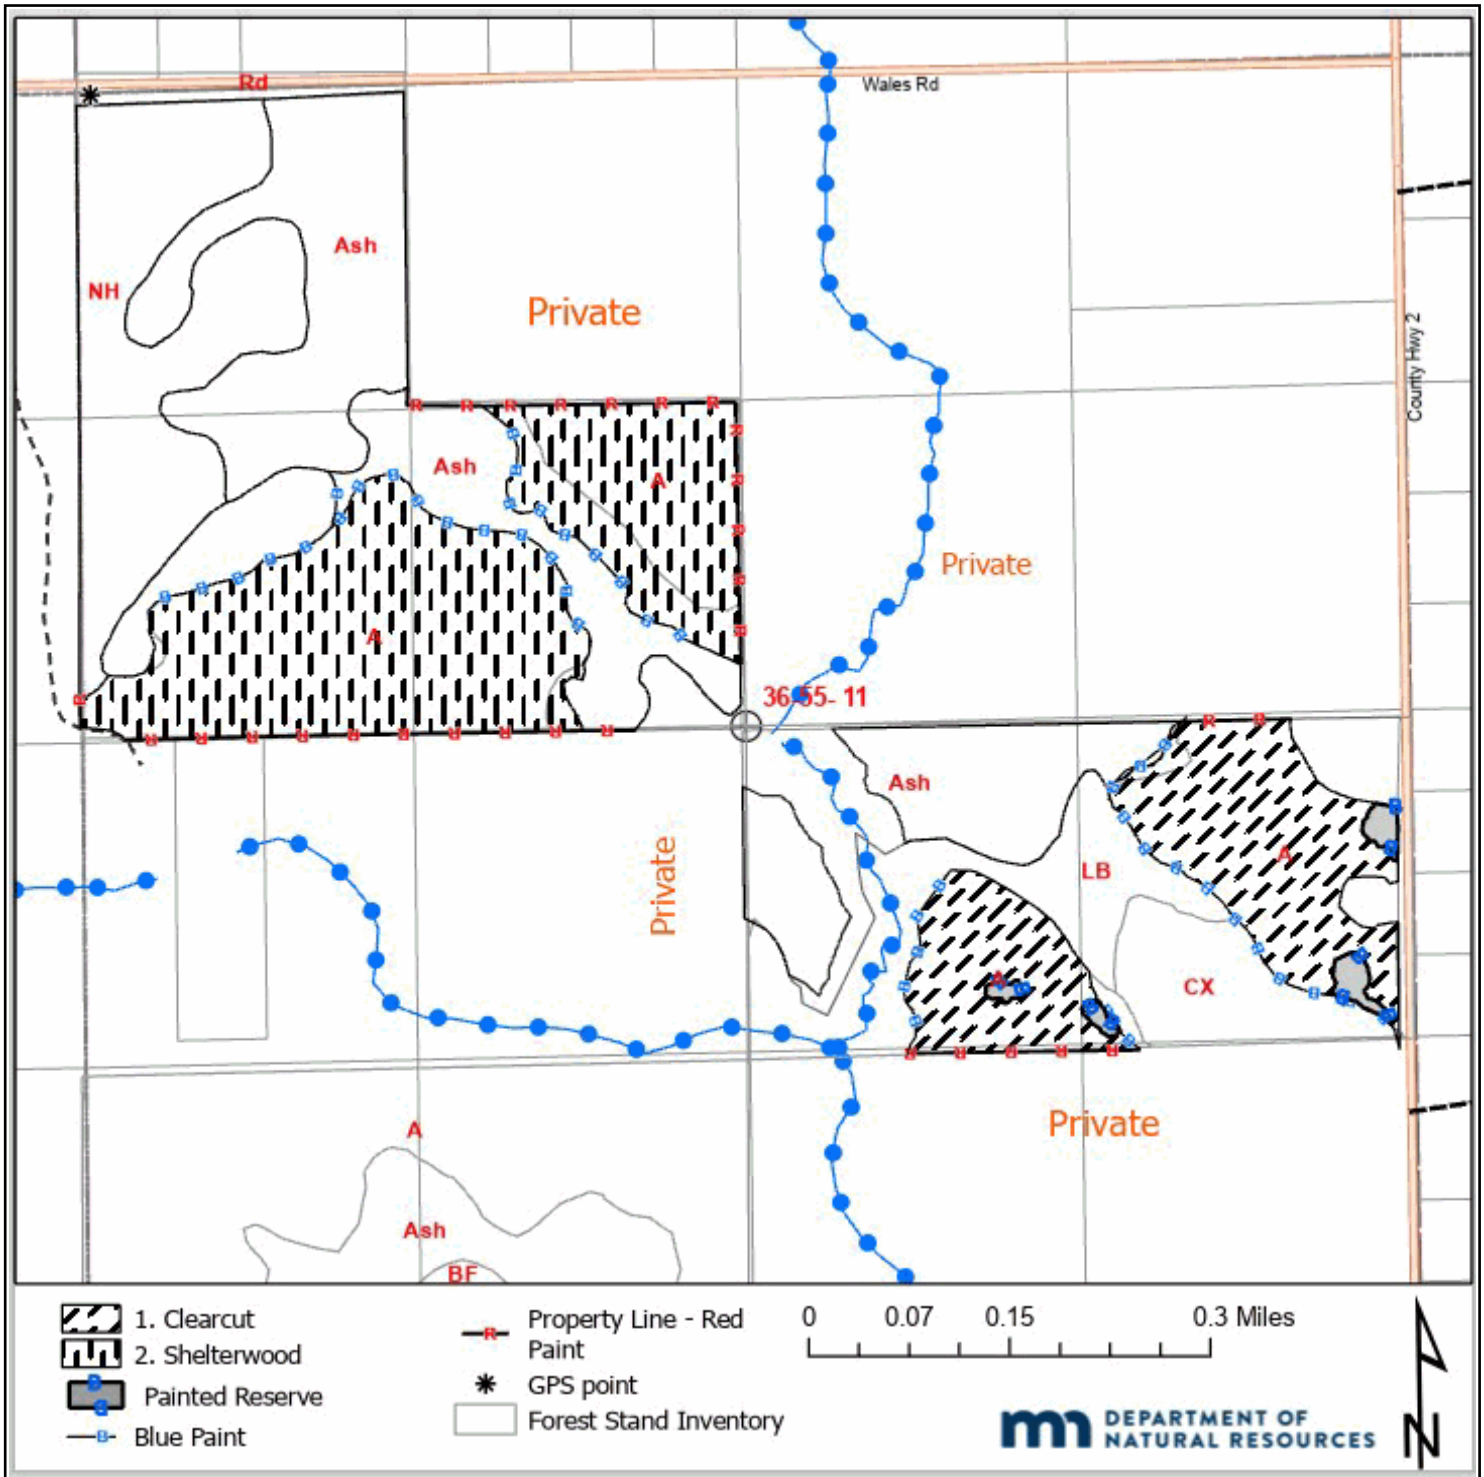 Rd
Wales Rd
Ash
NH
Private
County Hwy 2
Ash
A
Private
A
36-55- 11
Ash
Private
LB
A
A
CX
Private
A
Ash
BF
1. Clearcut
2. Shelterwood
Painted Reserve
Blue Paint
Property Line - Red
Paint
GPS point
Forest Stand Inventory
0 0.07 0.15 0.3 Miles
N
mn DEPARTMENT OF
NATURAL RESOURCES